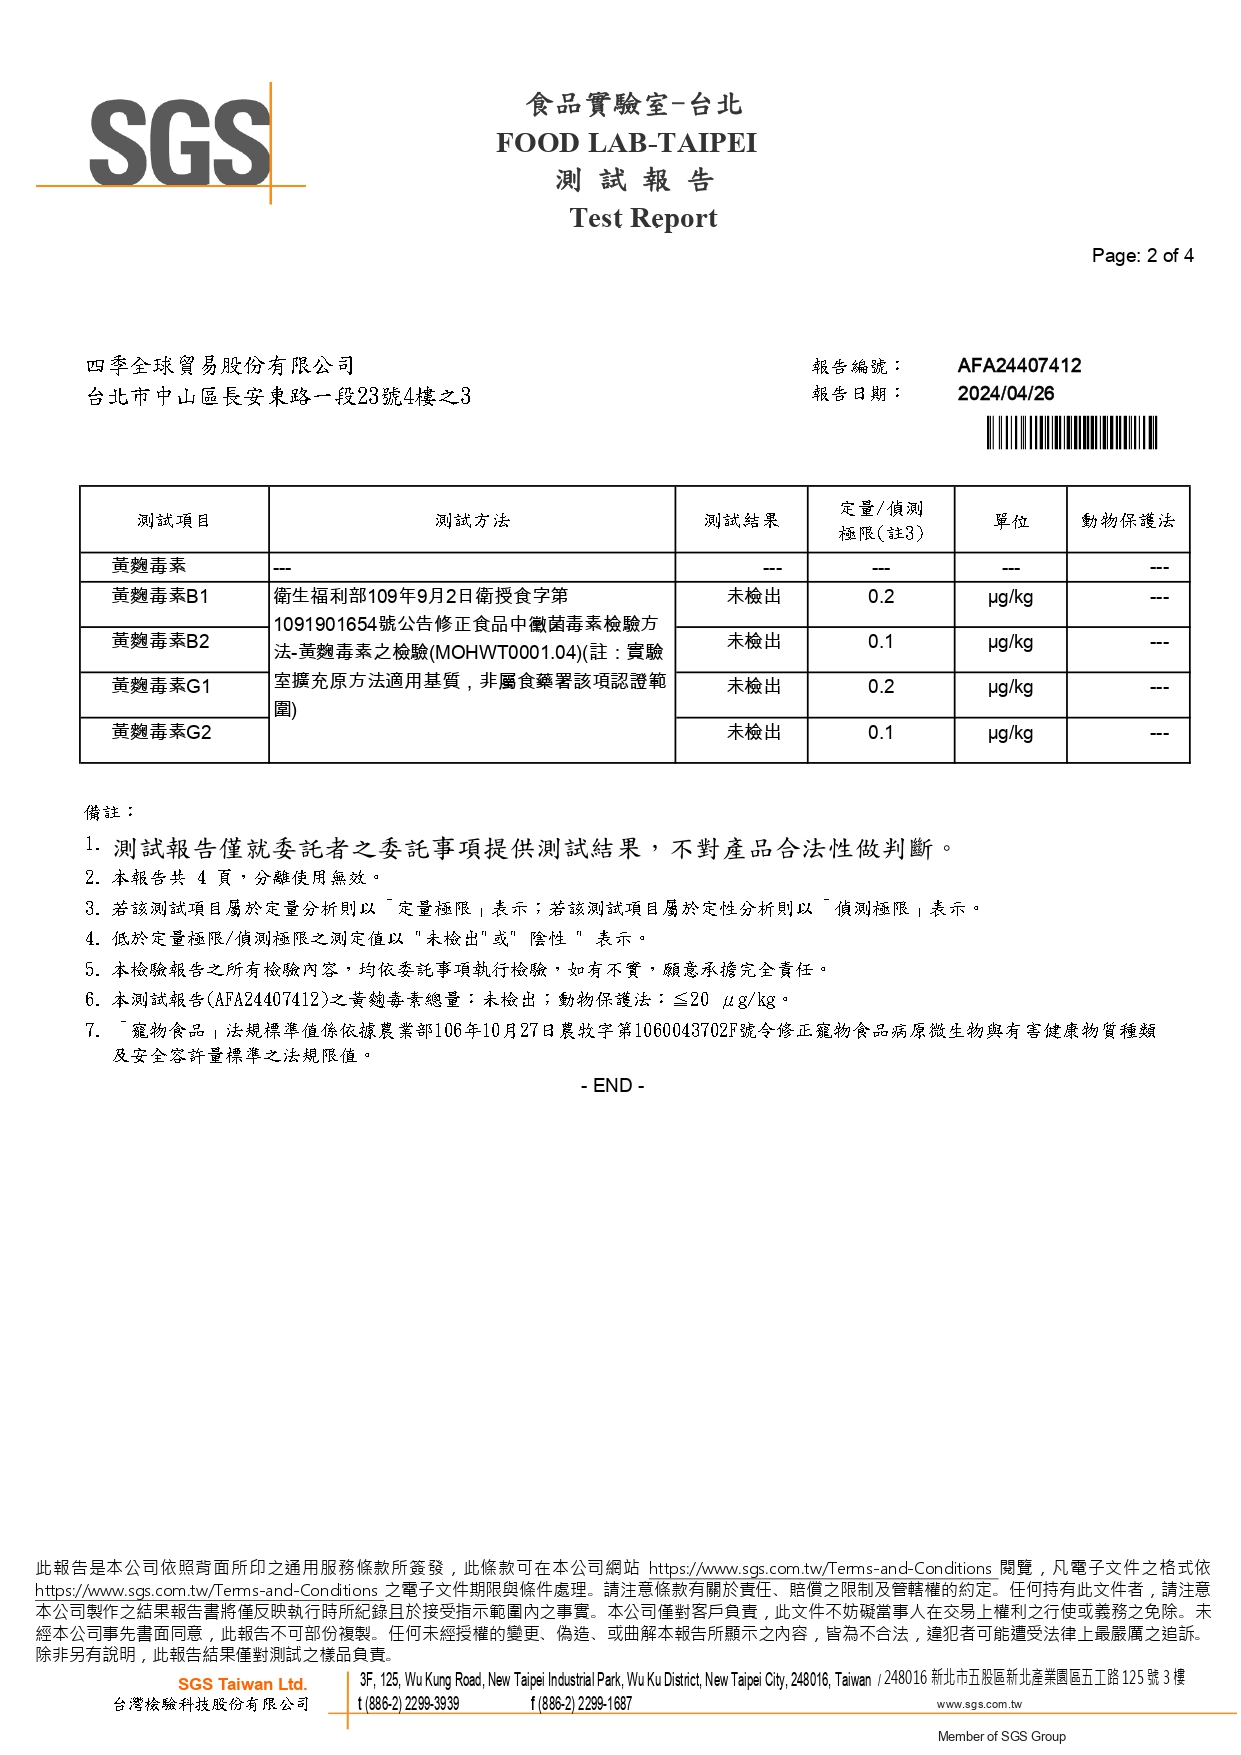 SGS
食品實驗室-台北
FOOD LAB-TAIPEI
測 試 報 告
Test Report
Page: 2 of 4
四季全球貿易股份有限公司
台北市中山區長安東路一段23號4樓之3
報告編號： AFA24407412
報告日期： 2024/04/26
測試項目 測試方法 測試結果 定量/偵測 極限(註3) 單位 動物保護法
黃麴毒素 --- --- --- --- ---
黃麴毒素B1 衛生福利部109年9月2日衛授食字第 未檢出 0.2 μg/kg ---
1091901654號公告修正食品中黴菌毒素檢驗方
黃麴毒素B2 未檢出 0.1 μg/kg ---
法-黃麴毒素之檢驗(MOHWT0001.04)(註：實驗
黃麴毒素G1 室擴充原方法適用基質，非屬食藥署該項認證範 未檢出 0.2 μg/kg ---
圍)
黃麴毒素G2 未檢出 0.1 μg/kg ---
備註：
1. 測試報告僅就委託者之委託事項提供測試結果，不對產品合法性做判斷。
2. 本報告共 4 頁，分離使用無效。
3. 若該測試項目屬於定量分析則以「定量極限」表示；若該測試項目屬於定性分析則以「偵測極限」表示。
4. 低於定量極限/偵測極限之測定值以 "未檢出"或" 陰性 " 表示。
5. 本檢驗報告之所有檢驗內容，均依委託事項執行檢驗，如有不實，願意承擔完全責任。
6. 本測試報告(AFA24407412)之黃麴毒素總量：未檢出；動物保護法：≦20 μg/kg。
7. 「寵物食品」法規標準值係依據農業部106年10月27日農牧字第1060043702F號令修正寵物食品病原微生物與有害健康物質種類
及安全容許量標準之法規限值。
- END -
此報告是本公司依照背面所印之通用服務條款所簽發，此條款可在本公司網站 https://www.sgs.com.tw/Terms-and-Conditions 閱覽，凡電子文件之格式依
https://www.sgs.com.tw/Terms-and-Conditions 之電子文件期限與條件處理。請注意條款有關於責任、賠償之限制及管轄權的約定。任何持有此文件者，請注意
本公司製作之結果報告書將僅反映執行時所紀錄且於接受指示範圍內之事實。本公司僅對客戶負責，此文件不妨礙當事人在交易上權利之行使或義務之免除。未
經本公司事先書面同意，此報告不可部份複製。任何未經授權的變更、偽造、或曲解本報告所顯示之內容，皆為不合法，違犯者可能遭受法律上最嚴厲之追訴。
除非另有說明，此報告結果僅對測試之樣品負責。
SGS Taiwan Ltd. 3F, 125, Wu Kung Road, New Taipei Industrial Park, Wu Ku District, New Taipei City, 248016, Taiwan / 248016 新北市五股區新北產業園區五工路 125 號 3 樓
台灣檢驗科技股份有限公司 t (886-2) 2299-3939 f (886-2) 2299-1687 www.sgs.com.tw
Member of SGS Group